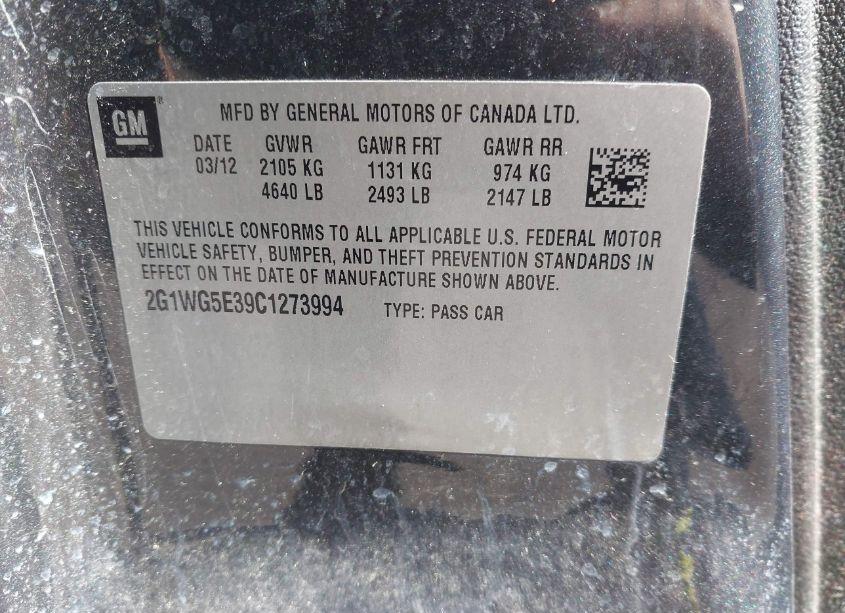 GM
MFD BY GENERAL MOTORS OF CANADA LTD.
DATE GVWR GAWR FRT GAWR RR
03/12 2105 KG 1131 KG 974 KG
4640 LB 2493 LB 2147 LB
THIS VEHICLE CONFORMS TO ALL APPLICABLE U.S. FEDERAL MOTOR
VEHICLE SAFETY, BUMPER, AND THEFT PREVENTION STANDARDS IN
EFFECT ON THE DATE OF MANUFACTURE SHOWN ABOVE.
2G1WG5E39C1273994 TYPE: PASS CAR